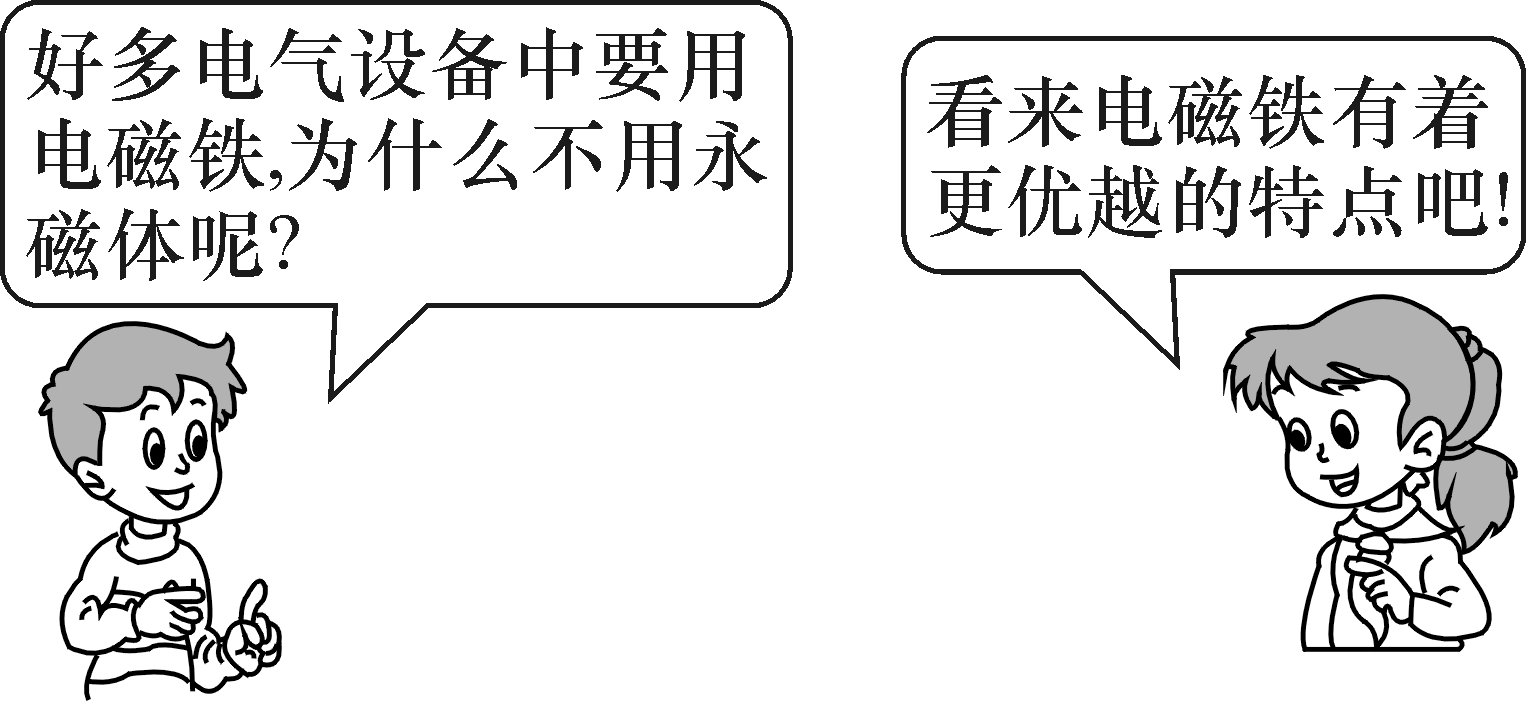 好多电气设备中要用
电磁铁,为什么不用永
磁体呢?
看来电磁铁有着
更优越的特点吧!